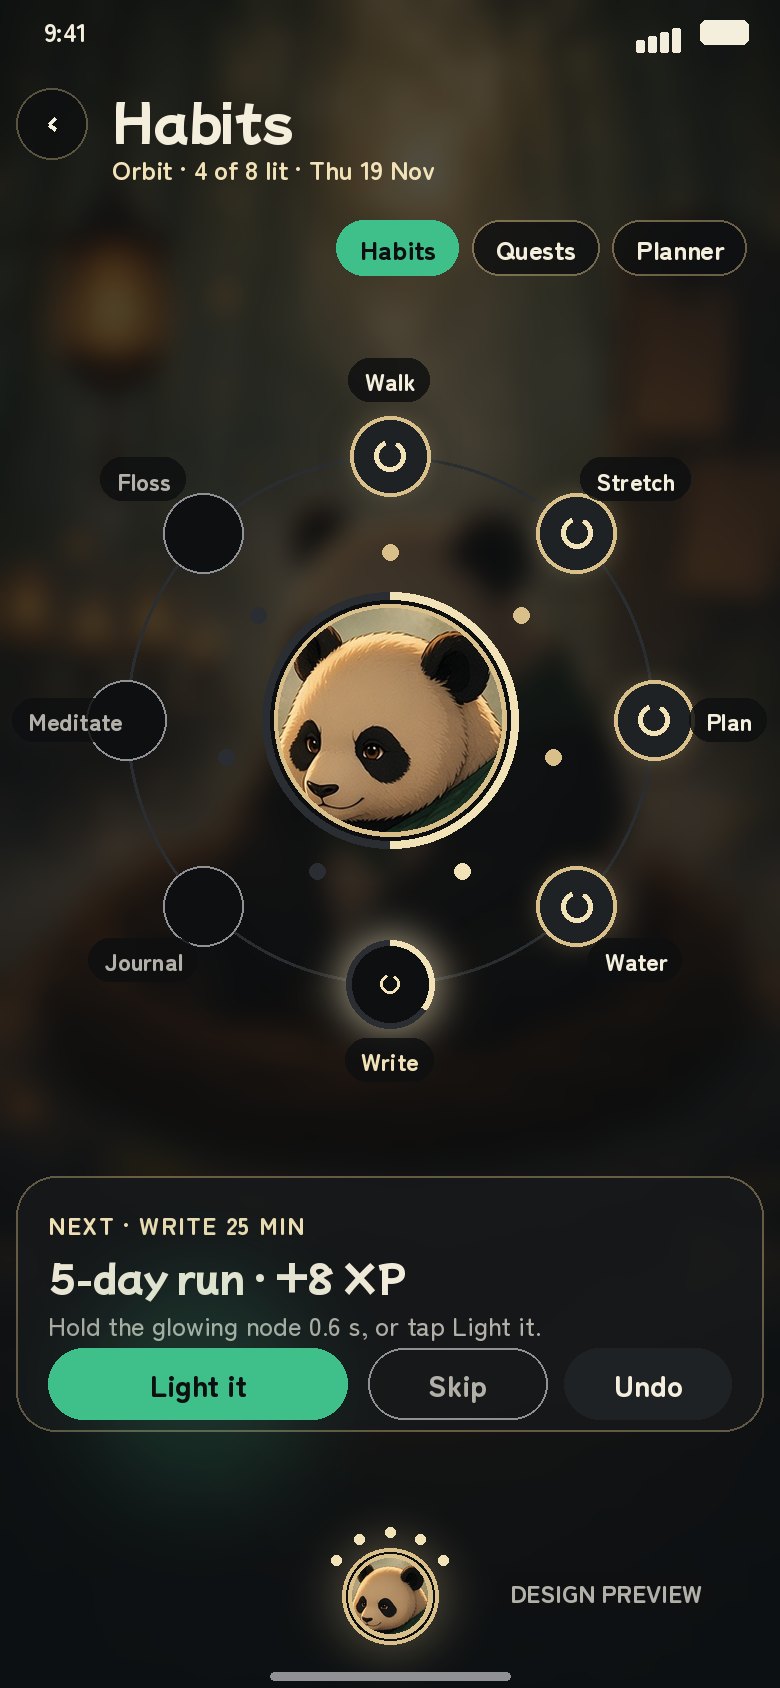 9:41
Habits
Orbit · 4 of 8 lit · Thu 19 Nov
Habits
Quests
Planner
Walk
Floss
Stretch
Meditate
Plan
Journal
Water
Write
NEXT · WRITE 25 MIN
5-day run · +8 XP
Hold the glowing node 0.6 s, or tap Light it.
Light it
Skip
Undo
DESIGN PREVIEW